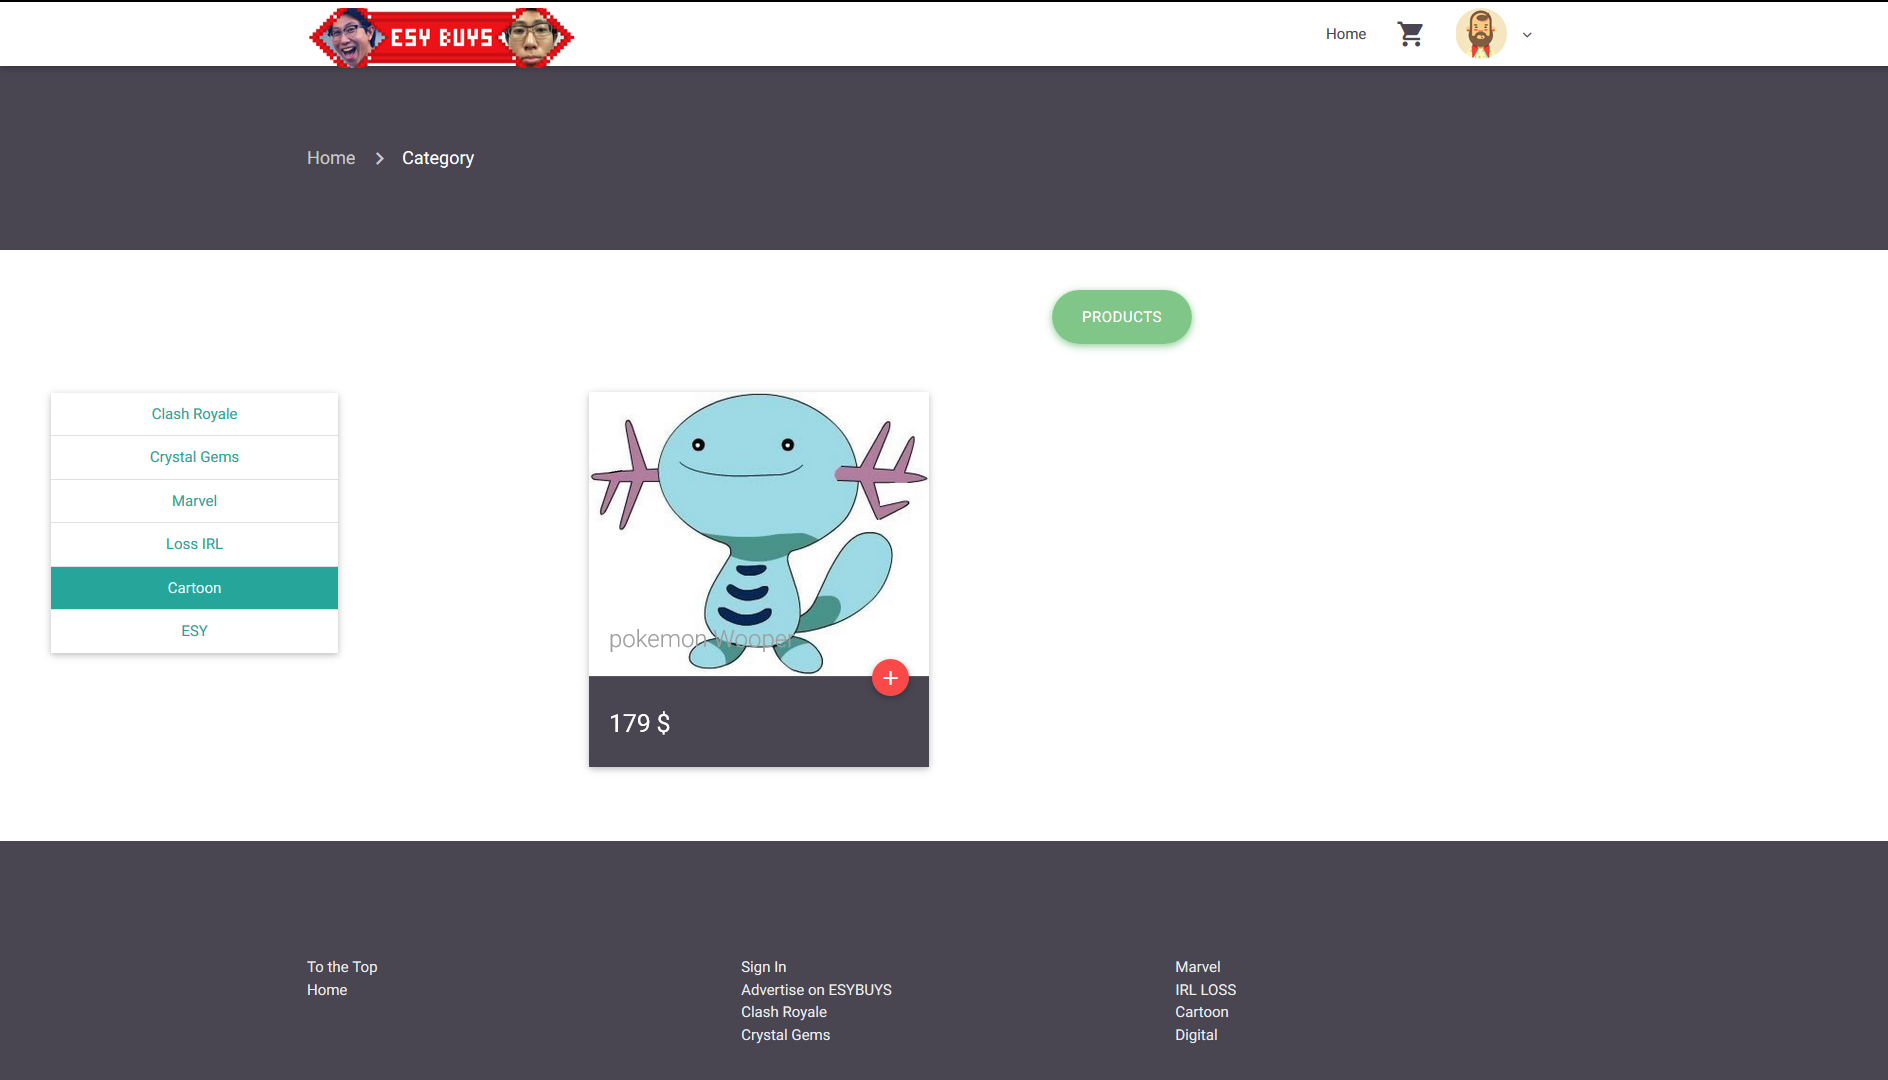 ESY BUYS
Home
Home
Category
PRODUCTS
Clash Royale
Crystal Gems
Marvel
Loss IRL
Cartoon
ESY
pokemon Wooper
179 $
To the Top
Home
Sign In
Advertise on ESYBUYS
Clash Royale
Crystal Gems
Marvel
IRL LOSS
Cartoon
Digital